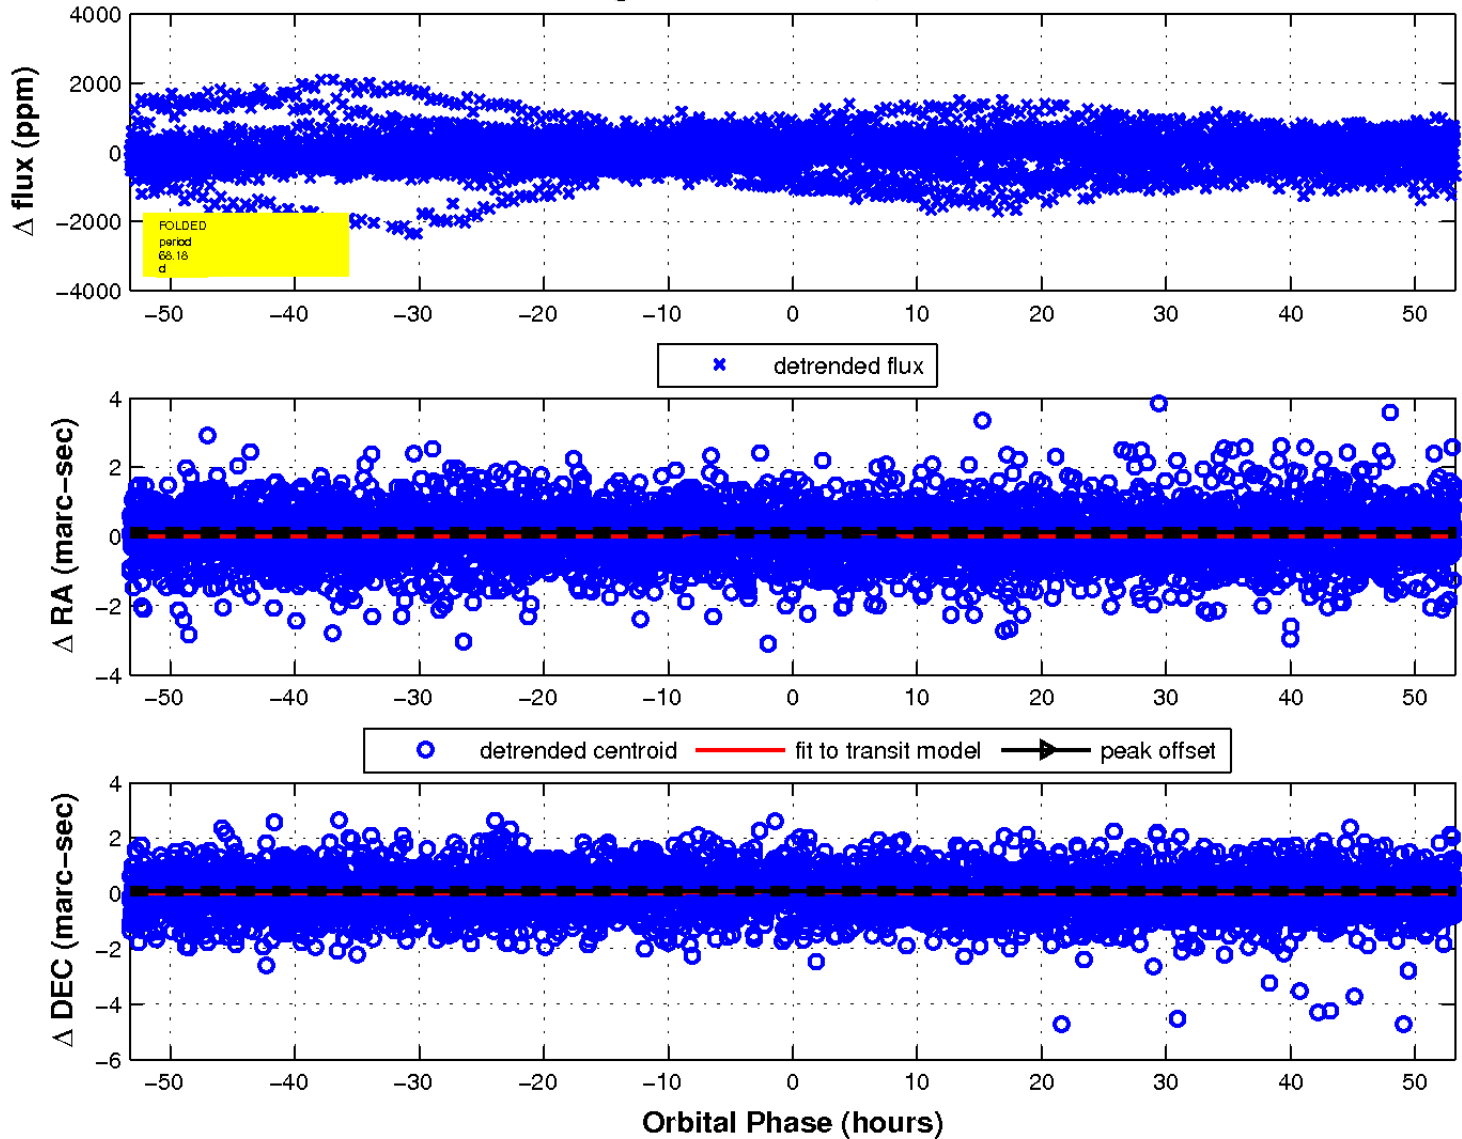 4000
2000
0
−2000
−4000
Δ flux (ppm)
FOLDED
period
68.18
d
−50 −40 −30 −20 −10 0 10 20 30 40 50
detrended flux
4
2
0
−2
−4
Δ RA (marc−sec)
−50 −40 −30 −20 −10 0 10 20 30 40 50
detrended centroid fit to transit model peak offset
4
2
0
−2
−4
−6
Δ DEC (marc−sec)
−50 −40 −30 −20 −10 0 10 20 30 40 50
Orbital Phase (hours)